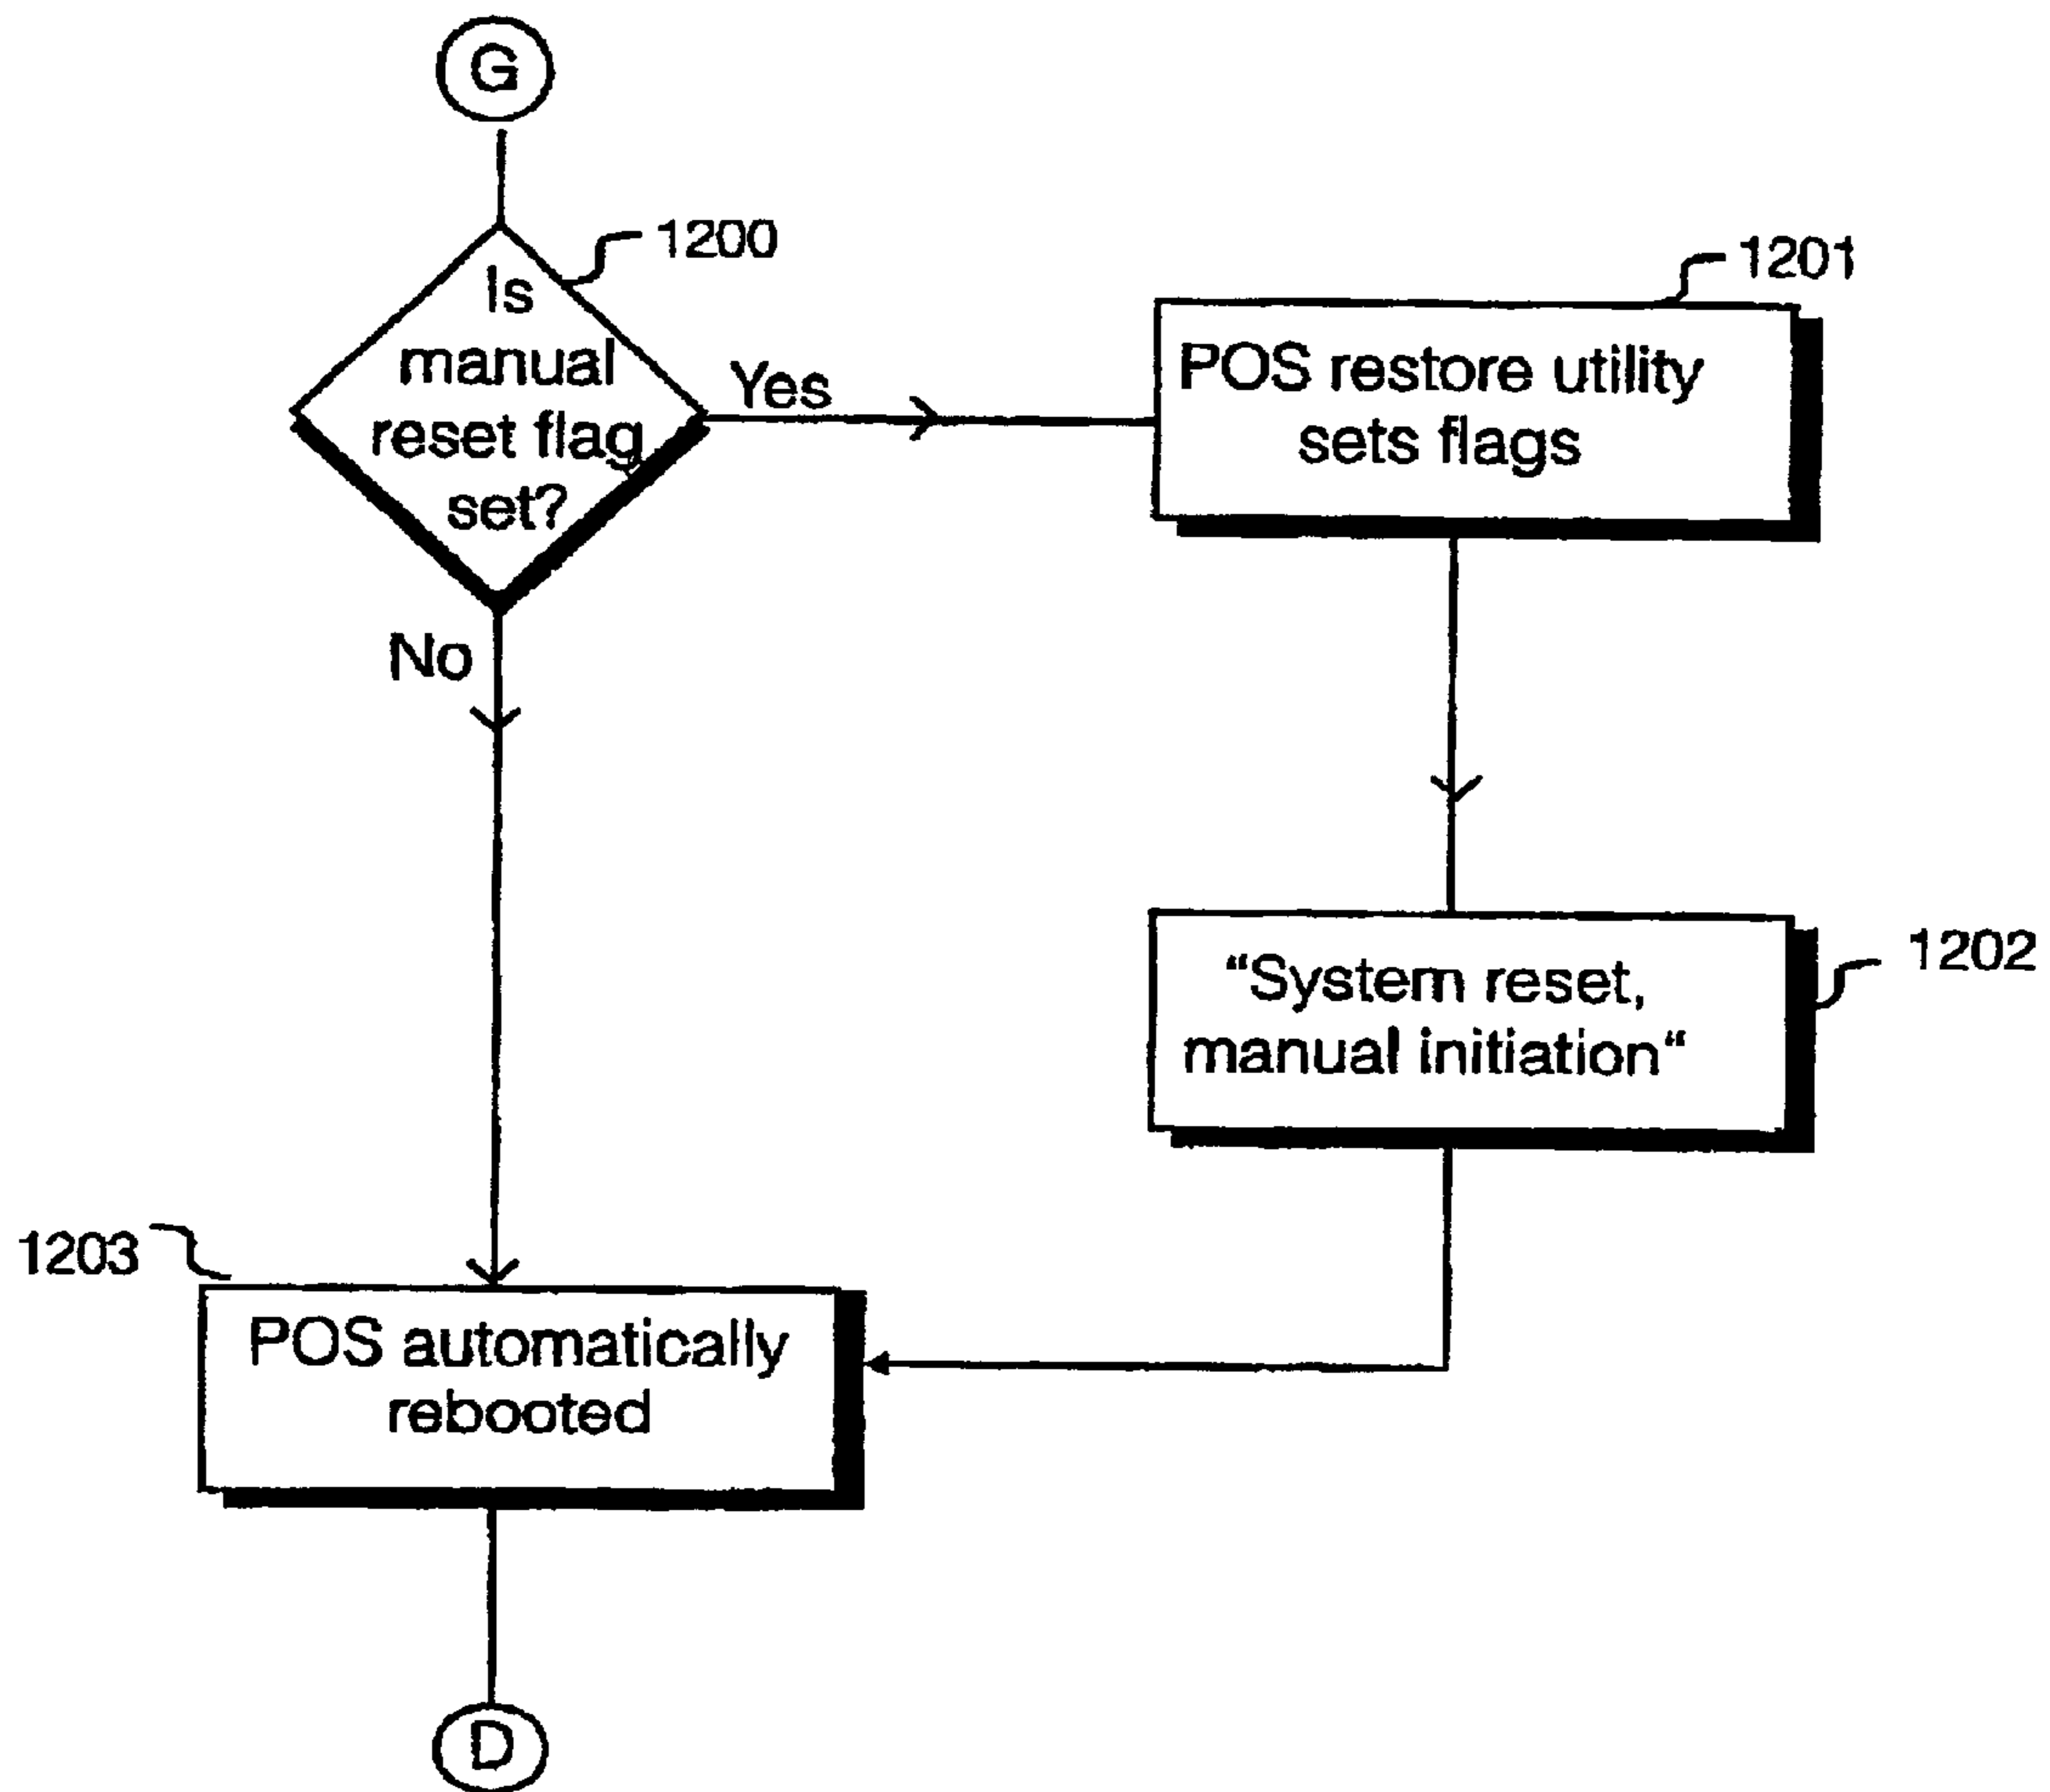 G
1200
Is
manual
reset flag
set?
Yes
No
1201
POS restore utility
sets flags
1202
“System reset,
manual initiation“
1203
POS automatically
rebooted
D